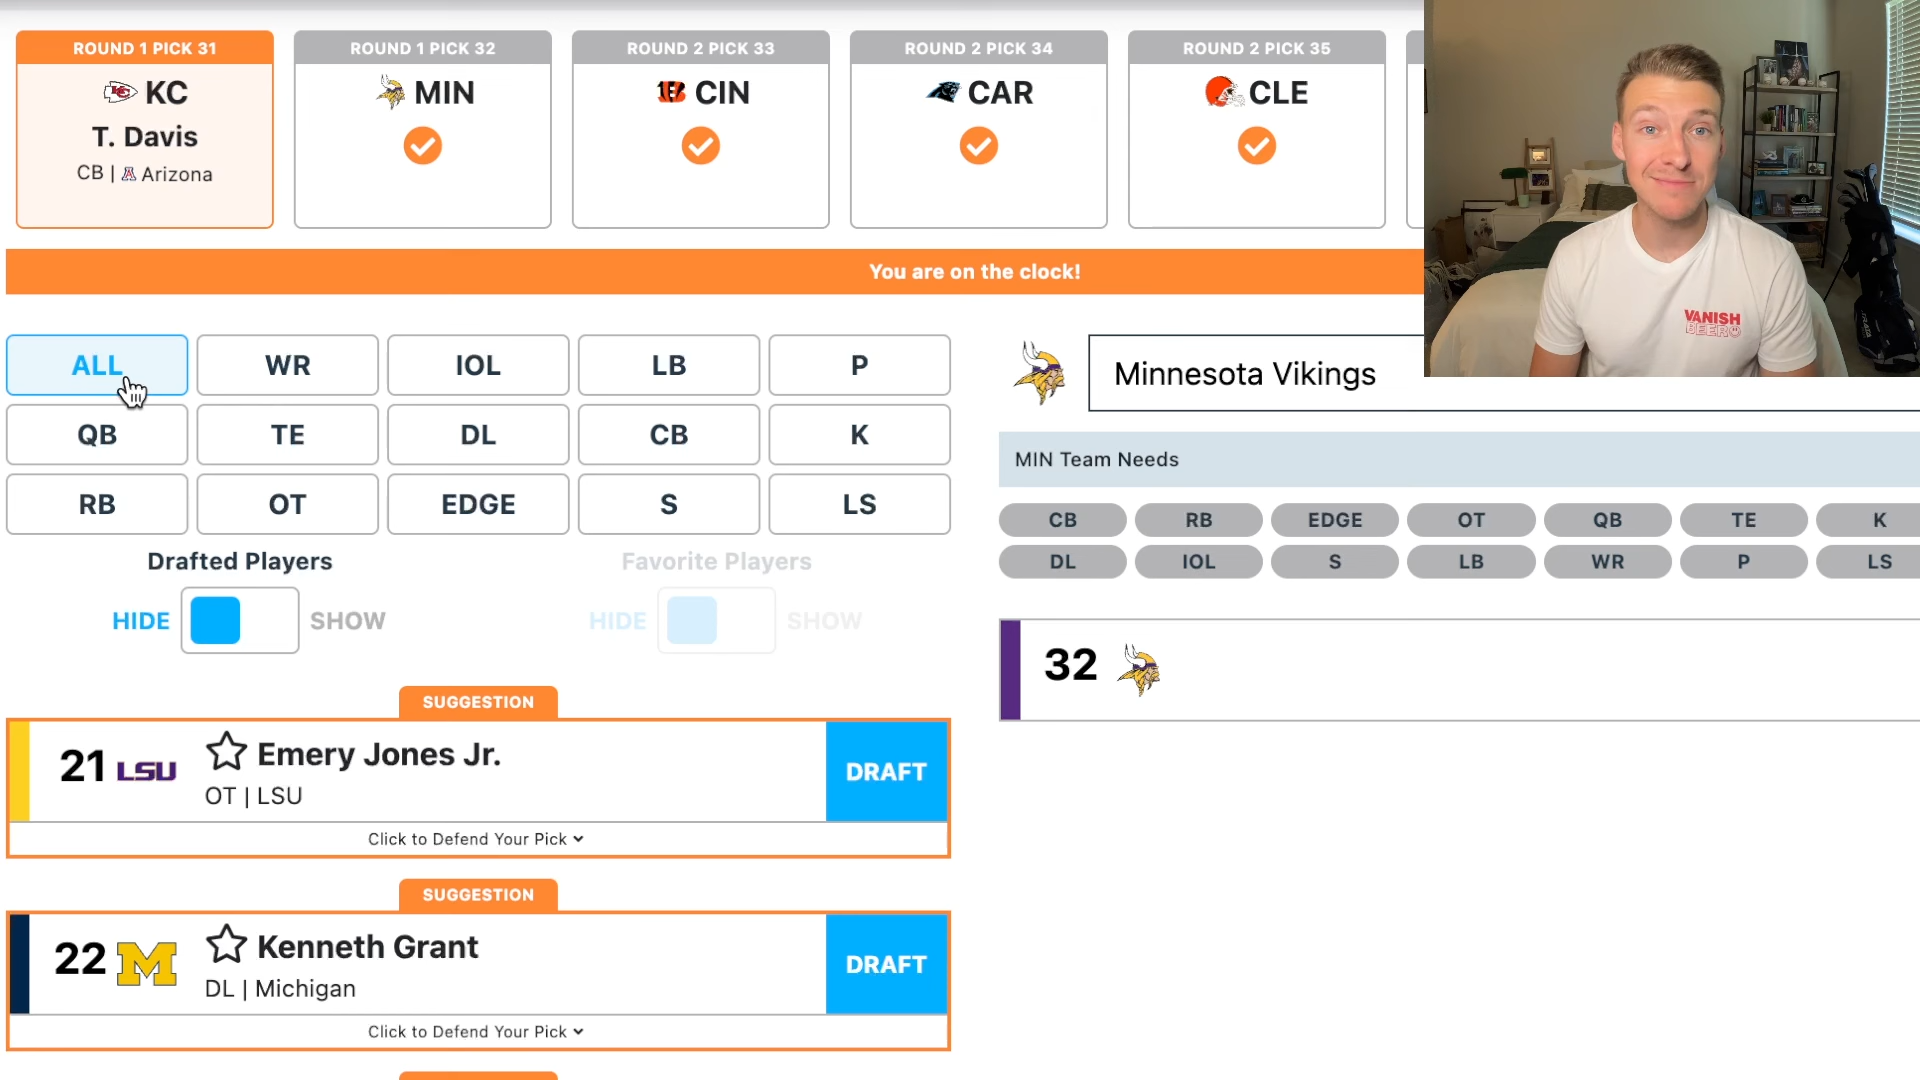 ROUND 1 PICK 31
KC
T. Davis
CB | Arizona
ROUND 1 PICK 32
MIN
ROUND 2 PICK 33
CIN
ROUND 2 PICK 34
CAR
ROUND 2 PICK 35
CLE
You are on the clock!
VANISH
BEER
ALL
WR
IOL
LB
P
QB
TE
DL
CB
K
RB
OT
EDGE
S
LS
Drafted Players
HIDE
SHOW
Favorite Players
HIDE
SHOW
SUGGESTION
21 LSU
Emery Jones Jr.
OT | LSU
DRAFT
Click to Defend Your Pick
SUGGESTION
22 M
Kenneth Grant
DL | Michigan
DRAFT
Click to Defend Your Pick
Minnesota Vikings
MIN Team Needs
CB
RB
EDGE
OT
QB
TE
K
DL
IOL
S
LB
WR
P
LS
32